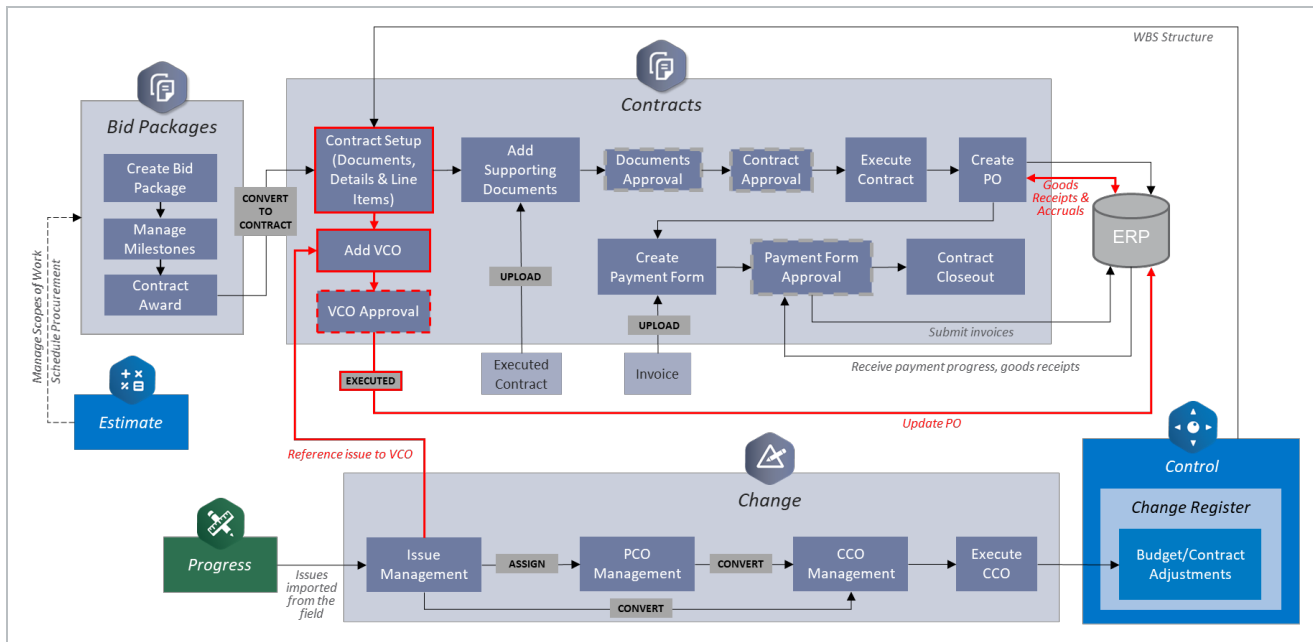 WBS Structure
Bid Packages
Create Bid
Package
Manage
Milestones
Contract
Award
CONVERT
TO
CONTRACT
Manage Scopes of Work
Schedule Procurement
Estimate
Contracts
Contract Setup
(Documents,
Details & Line
Items)
Add
Supporting
Documents
Documents
Approval
Contract
Approval
Execute
Contract
Create
PO
Goods
Receipts &
Accruals
ERP
Add VCO
VCO Approval
EXECUTED
UPLOAD
Executed
Contract
Create
Payment Form
Payment Form
Approval
Contract
Closeout
UPLOAD
Invoice
Submit invoices
Receive payment progress, goods receipts
Update PO
Reference issue to VCO
Change
Progress
Issues
imported
from the
field
Issue
Management
ASSIGN
PCO
Management
CONVERT
CCO
Management
Execute
CCO
CONVERT
Control
Change Register
Budget/Contract
Adjustments